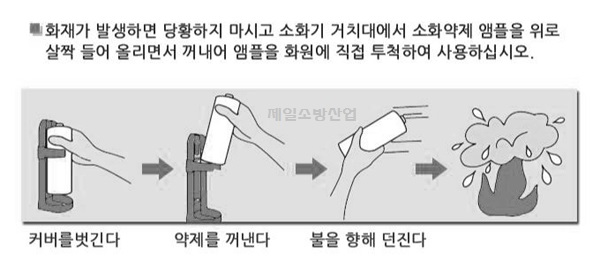 화재가 발생하면 당황하지 마시고 소화기 거치대에서 소화약제 앰플을 위로
살짝 들어 올리면서 꺼내어 앰플을 화원에 직접 투척하여 사용하십시오.
제일소방산업
커버를벗긴다
약제를 꺼낸다
불을 향해 던진다